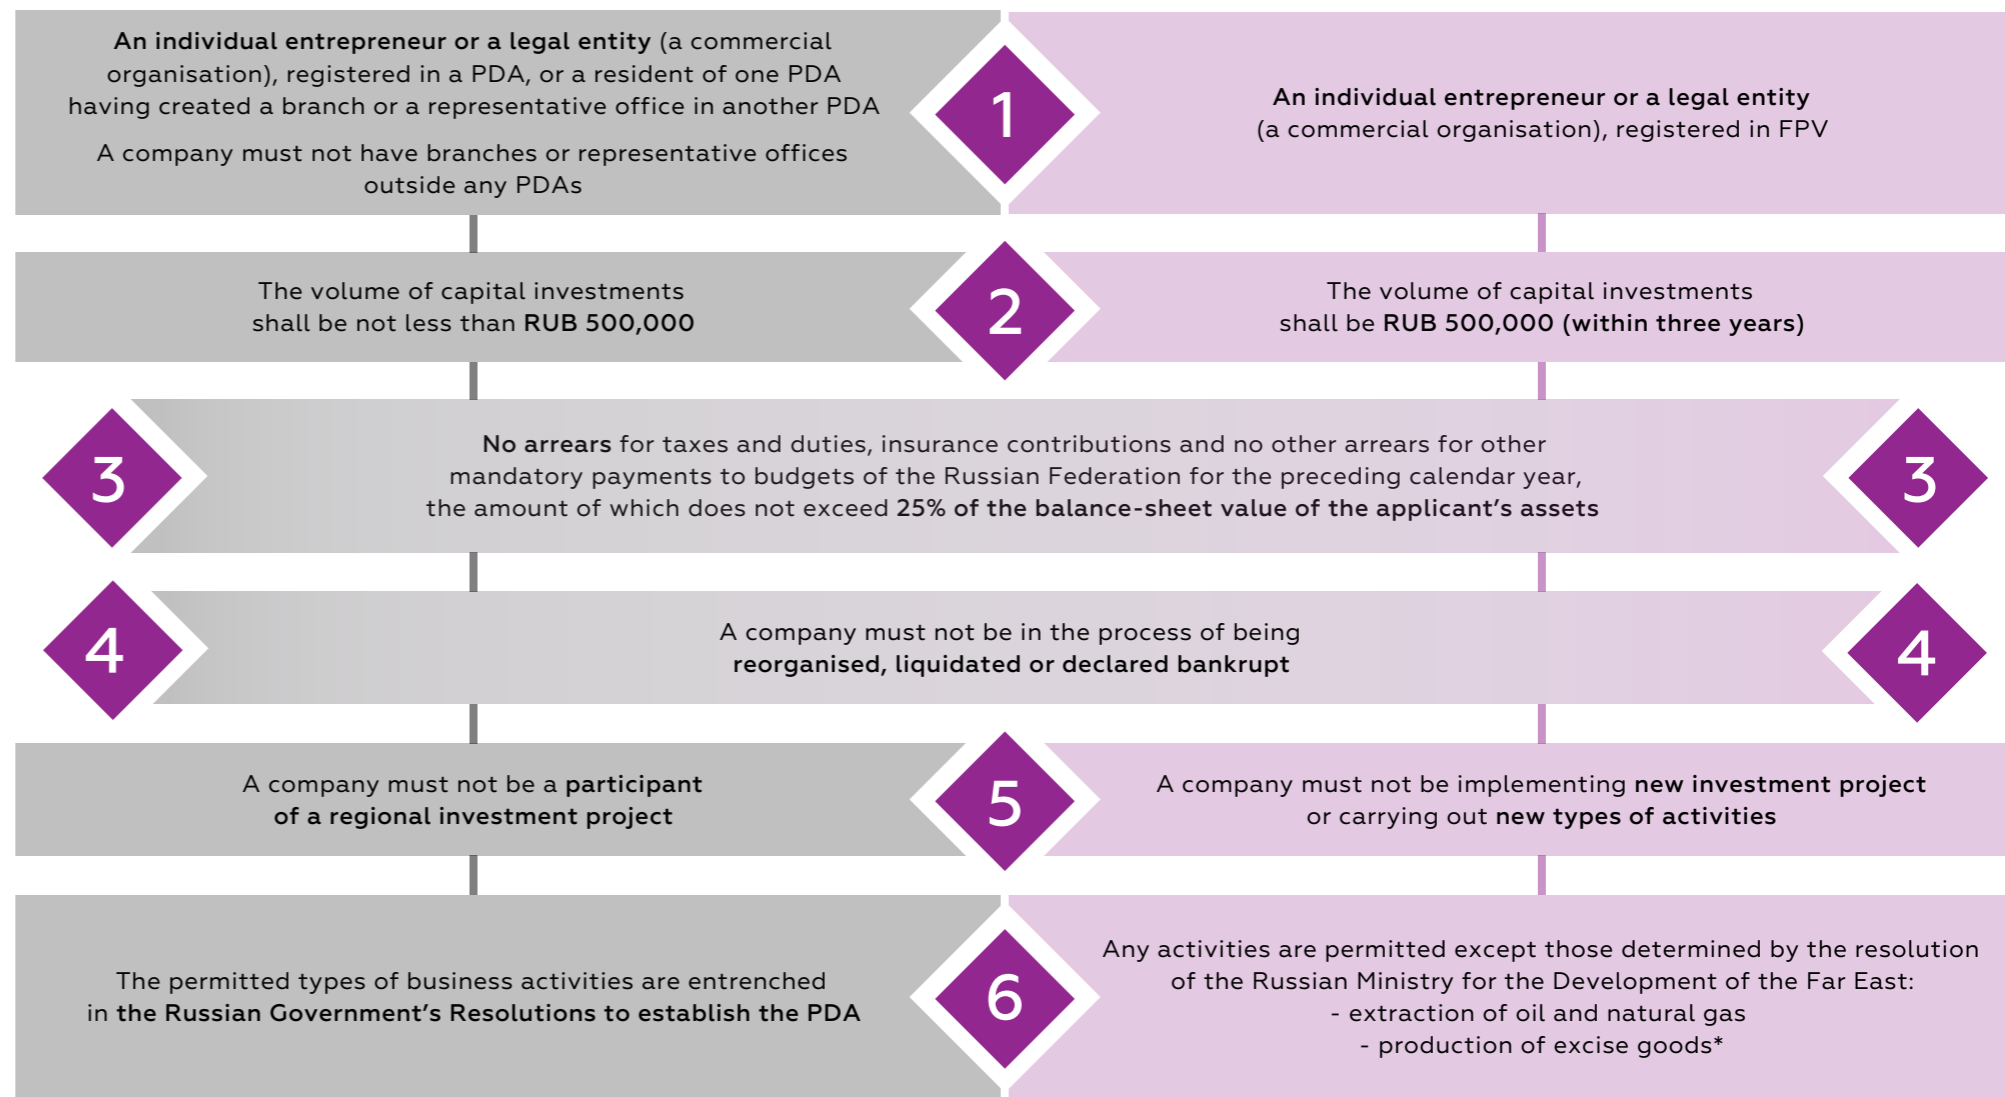 An individual entrepreneur or a legal entity (a commercial
organisation), registered in a PDA, or a resident of one PDA
having created a branch or a representative office in another PDA
A company must not have branches or representative offices
outside any PDAs
1
An individual entrepreneur or a legal entity
(a commercial organisation), registered in FPV
The volume of capital investments
shall be not less than RUB 500,000
2
The volume of capital investments
shall be RUB 500,000 (within three years)
3
No arrears for taxes and duties, insurance contributions and no other arrears for other
mandatory payments to budgets of the Russian Federation for the preceding calendar year,
the amount of which does not exceed 25% of the balance-sheet value of the applicant's assets
3
4
A company must not be in the process of being
reorganised, liquidated or declared bankrupt
4
A company must not be a participant
of a regional investment project
5
A company must not be implementing new investment project
or carrying out new types of activities
The permitted types of business activities are entrenched
in the Russian Government's Resolutions to establish the PDA
6
Any activities are permitted except those determined by the resolution
of the Russian Ministry for the Development of the Far East:
- extraction of oil and natural gas
- production of excise goods*